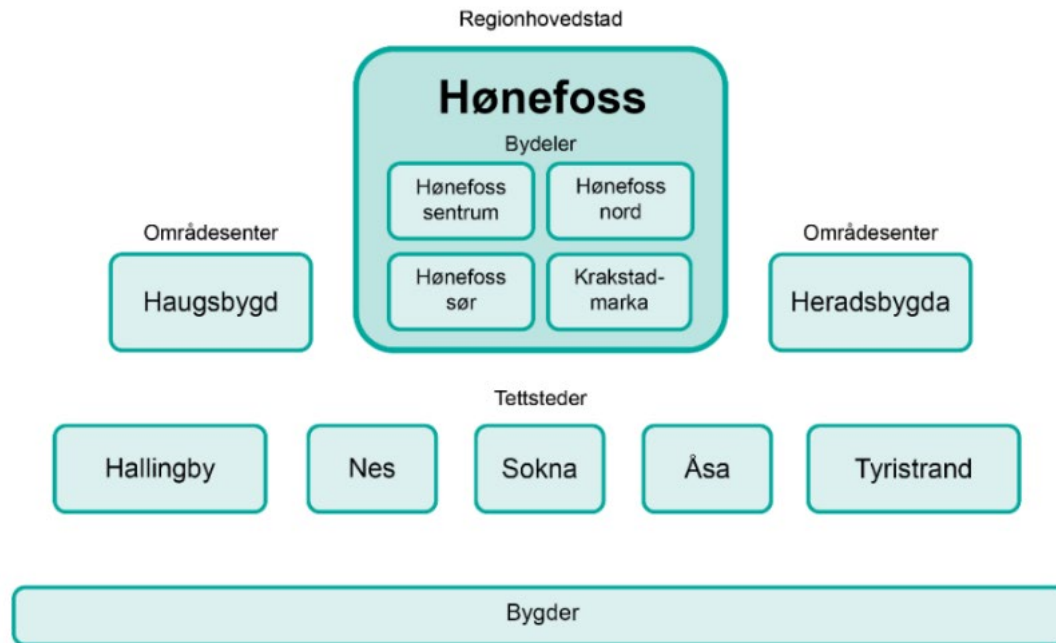 Regionhovedstad
Hønefoss
Bydeler
Hønefoss
sentrum
Hønefoss
nord
Hønefoss
sør
Krakstad-
marka
Områdesenter
Haugsbygd
Områdesenter
Heradsbygda
Tettsteder
Hallingby
Nes
Sokna
Åsa
Tyristrand
Bygder